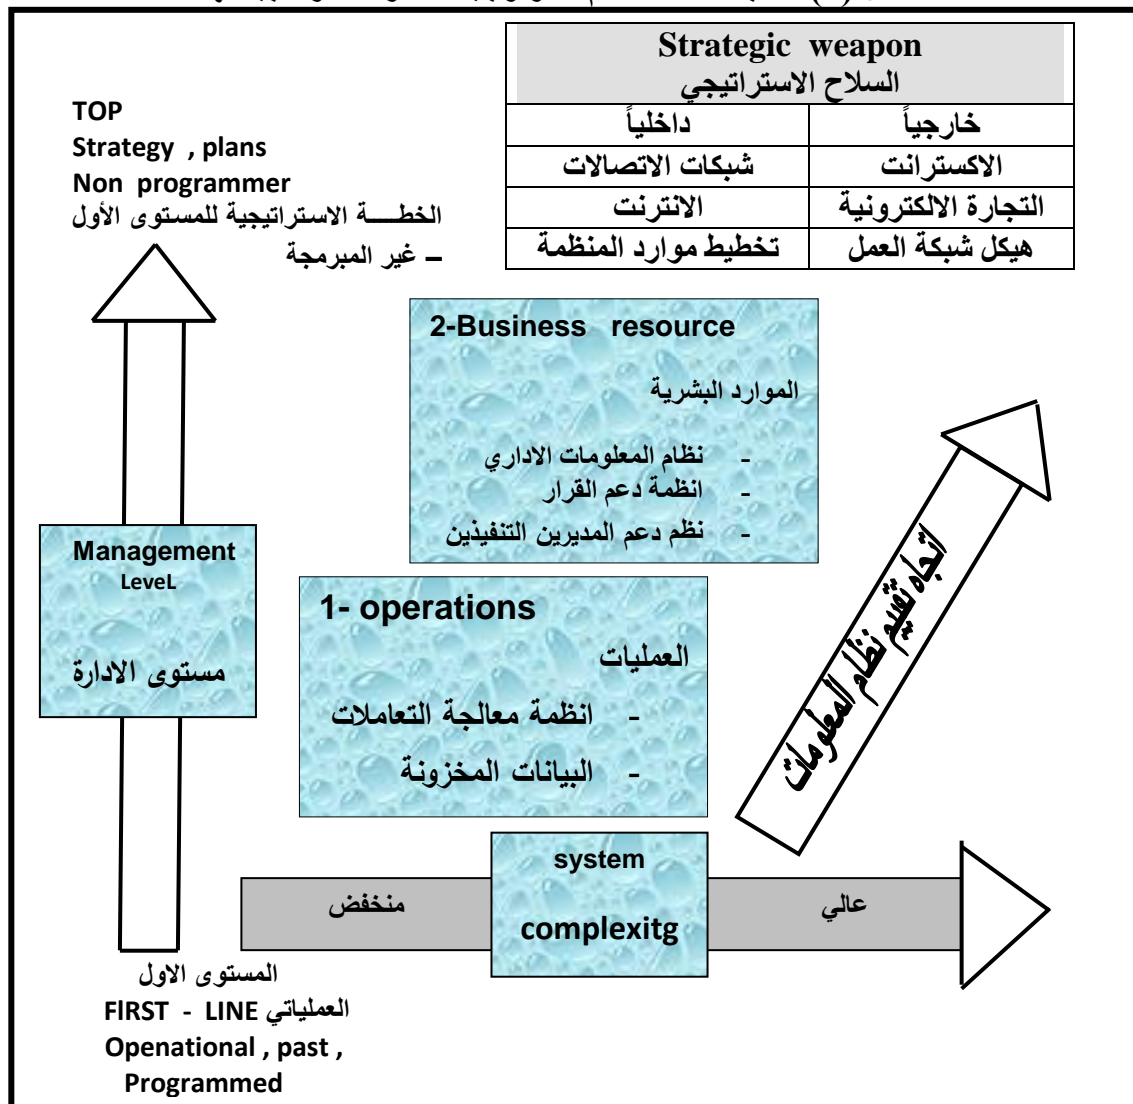 Strategic weapon
السلاح الاستراتيجي
خارجياً
داخلياً
الاكسترانت
شبكات الاتصالات
التجارة الالكترونية
الانترنت
هيكل شبكة العمل
تخطيط موارد المنظمة
TOP
Strategy , plans
Non programmer
الخطــــة الاستراتيجية للمستوى الأول
– غير المبرمجة
2-Business resource
الموارد البشرية
- نظام المعلومات الاداري
- انظمة دعم القرار
- نظم دعم المديرين التنفيذين
Management
LeveL
مستوى الادارة
1- operations
العمليات
- انظمة معالجة التعاملات
- البيانات المخزونة
اتجاه تقييم نظام المعلومات
منخفض
system
complexitg
عالي
المستوى الاول
العملياتي FIRST - LINE
Openational , past ,
Programmed